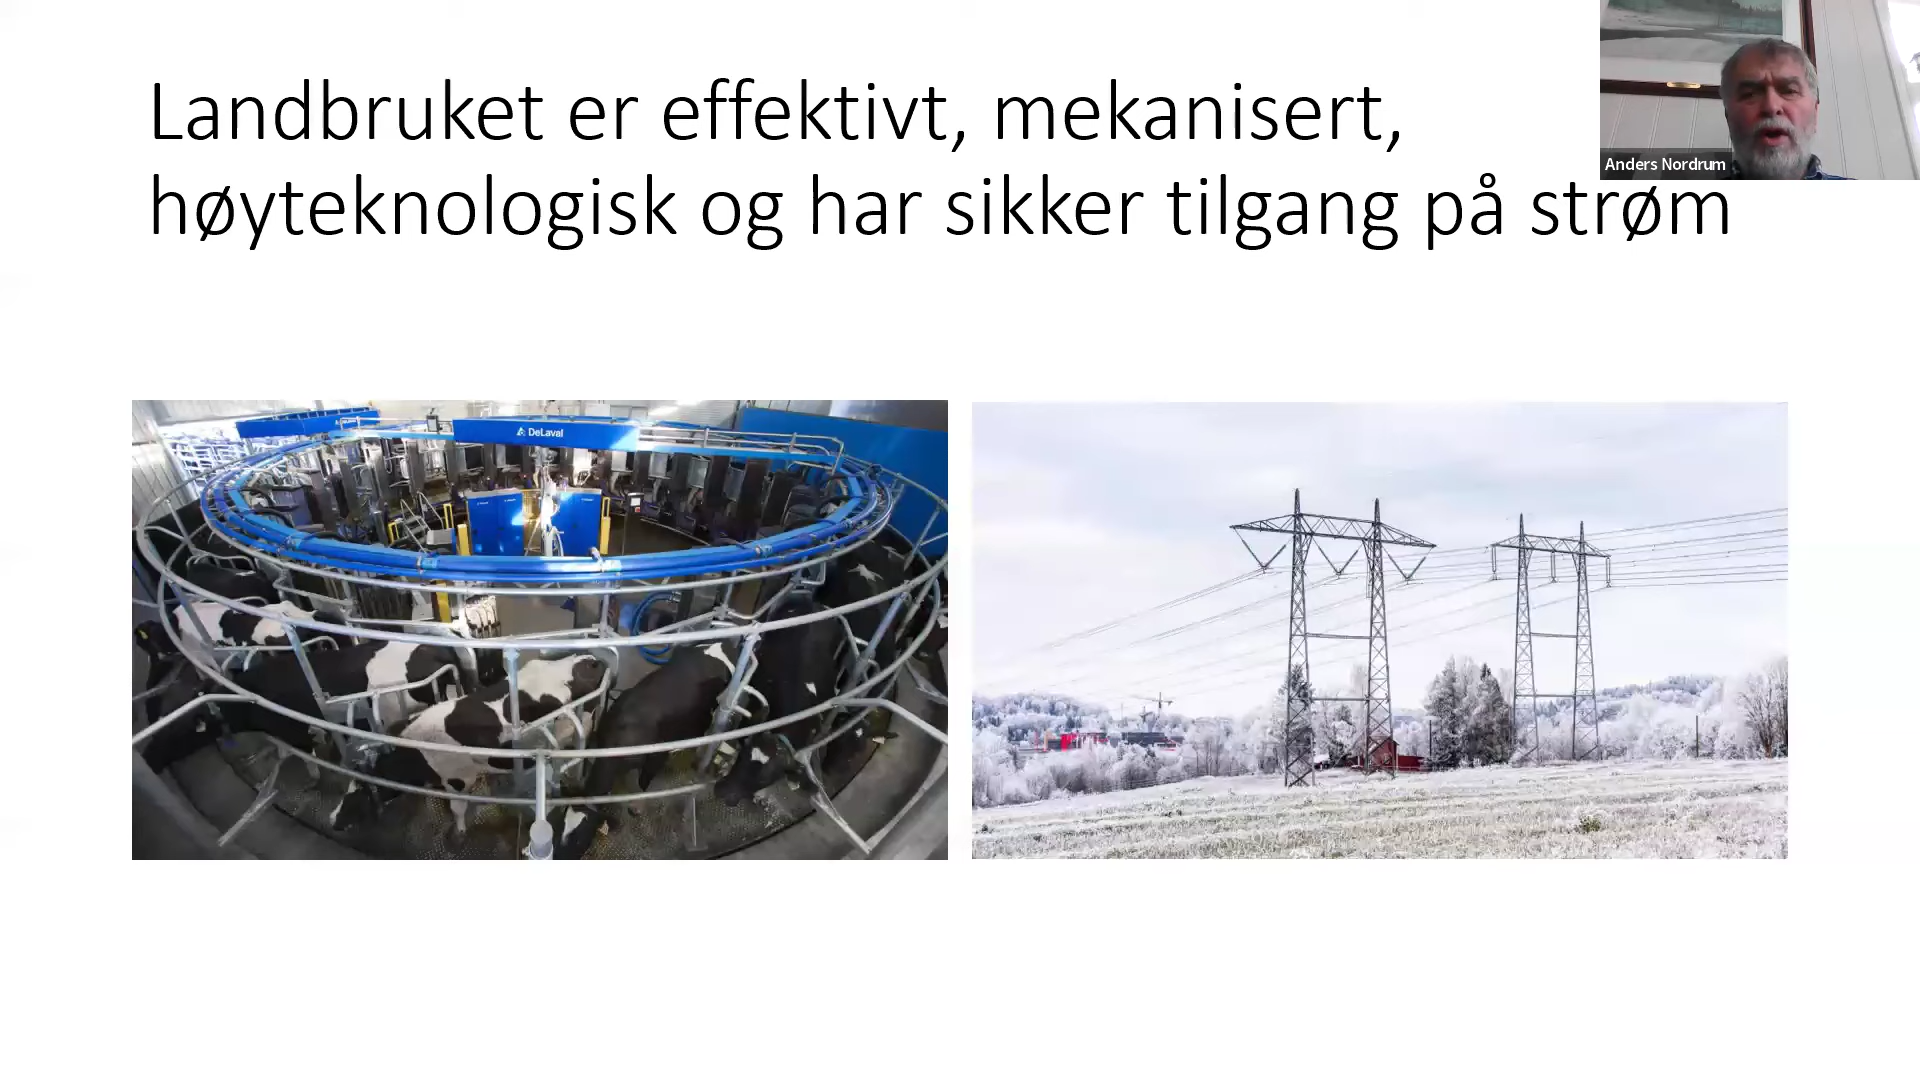 Landbruket er effektivt, mekanisert,
høyteknologisk og har sikker tilgang på strøm
Anders Nordrum
DeLaval